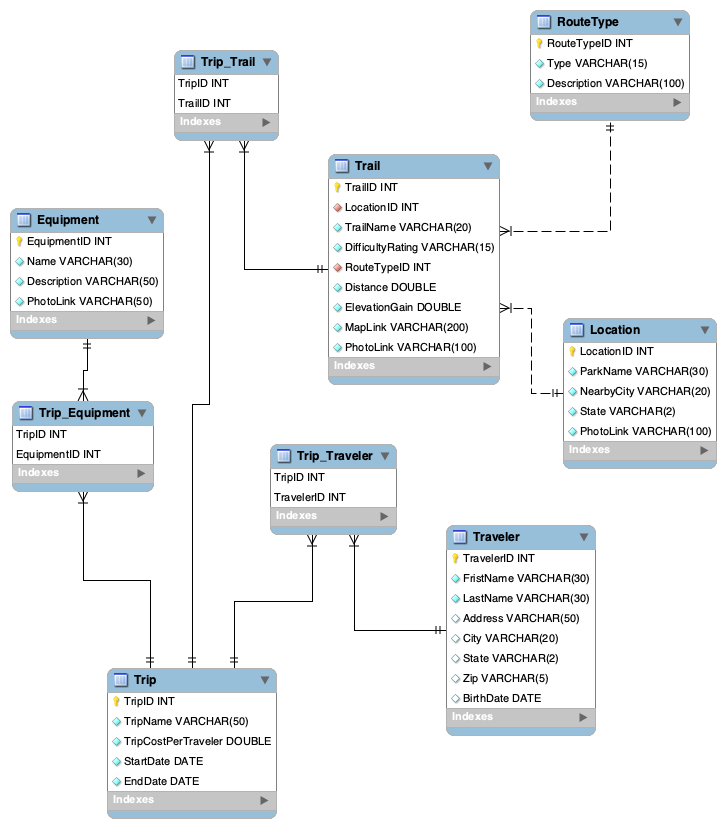 RouteType
RouteTypeID INT
Type VARCHAR(15)
Description VARCHAR(100)
Indexes
Trip_Trail
TripID INT
TrailID INT
Indexes
Trail
TrailID INT
LocationID INT
TrailName VARCHAR(20)
DifficultyRating VARCHAR(15)
RouteTypeID INT
Distance DOUBLE
ElevationGain DOUBLE
MapLink VARCHAR(200)
PhotoLink VARCHAR(100)
Indexes
Equipment
EquipmentID INT
Name VARCHAR(30)
Description VARCHAR(50)
PhotoLink VARCHAR(50)
Indexes
Location
LocationID INT
ParkName VARCHAR(30)
NearbyCity VARCHAR(20)
State VARCHAR(2)
PhotoLink VARCHAR(100)
Indexes
Trip_Equipment
TripID INT
EquipmentID INT
Indexes
Trip_Traveler
TripID INT
TravelerID INT
Indexes
Traveler
TravelerID INT
FristName VARCHAR(30)
LastName VARCHAR(30)
Address VARCHAR(50)
City VARCHAR(20)
State VARCHAR(2)
Zip VARCHAR(5)
BirthDate DATE
Indexes
Trip
TripID INT
TripName VARCHAR(50)
TripCostPerTraveler DOUBLE
StartDate DATE
EndDate DATE
Indexes